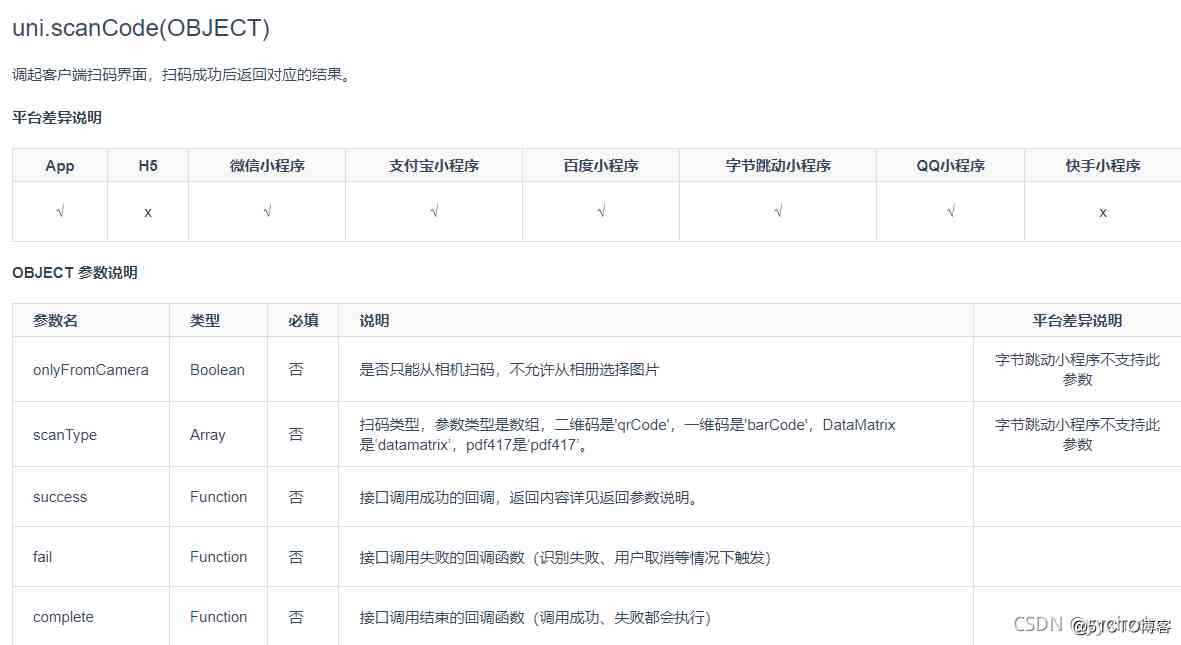 uni.scanCode(OBJECT)
调起客户端扫码界面，扫码成功后返回对应的结果。
平台差异说明
App H5 微信小程序 支付宝小程序 百度小程序 字节跳动小程序 QQ小程序 快手小程序
√ x √ √ √ √ √ x
OBJECT 参数说明
参数名 类型 必填 说明 平台差异说明
onlyFromCamera Boolean 否 是否只能从相机扫码，不允许从相册选择图片 字节跳动小程序不支持此
参数
scanType Array 否 扫码类型，参数类型是数组，二维码是'qrCode'，一维码是'barCode'，DataMatrix
是‘datamatrix’，pdf417是‘pdf417’。
字节跳动小程序不支持此
参数
success Function 否 接口调用成功的回调，返回内容详见返回参数说明。
fail Function 否 接口调用失败的回调函数（识别失败、用户取消等情况下触发）
complete Function 否 接口调用结束的回调函数（调用成功、失败都会执行）
CSDN @51CTO博客